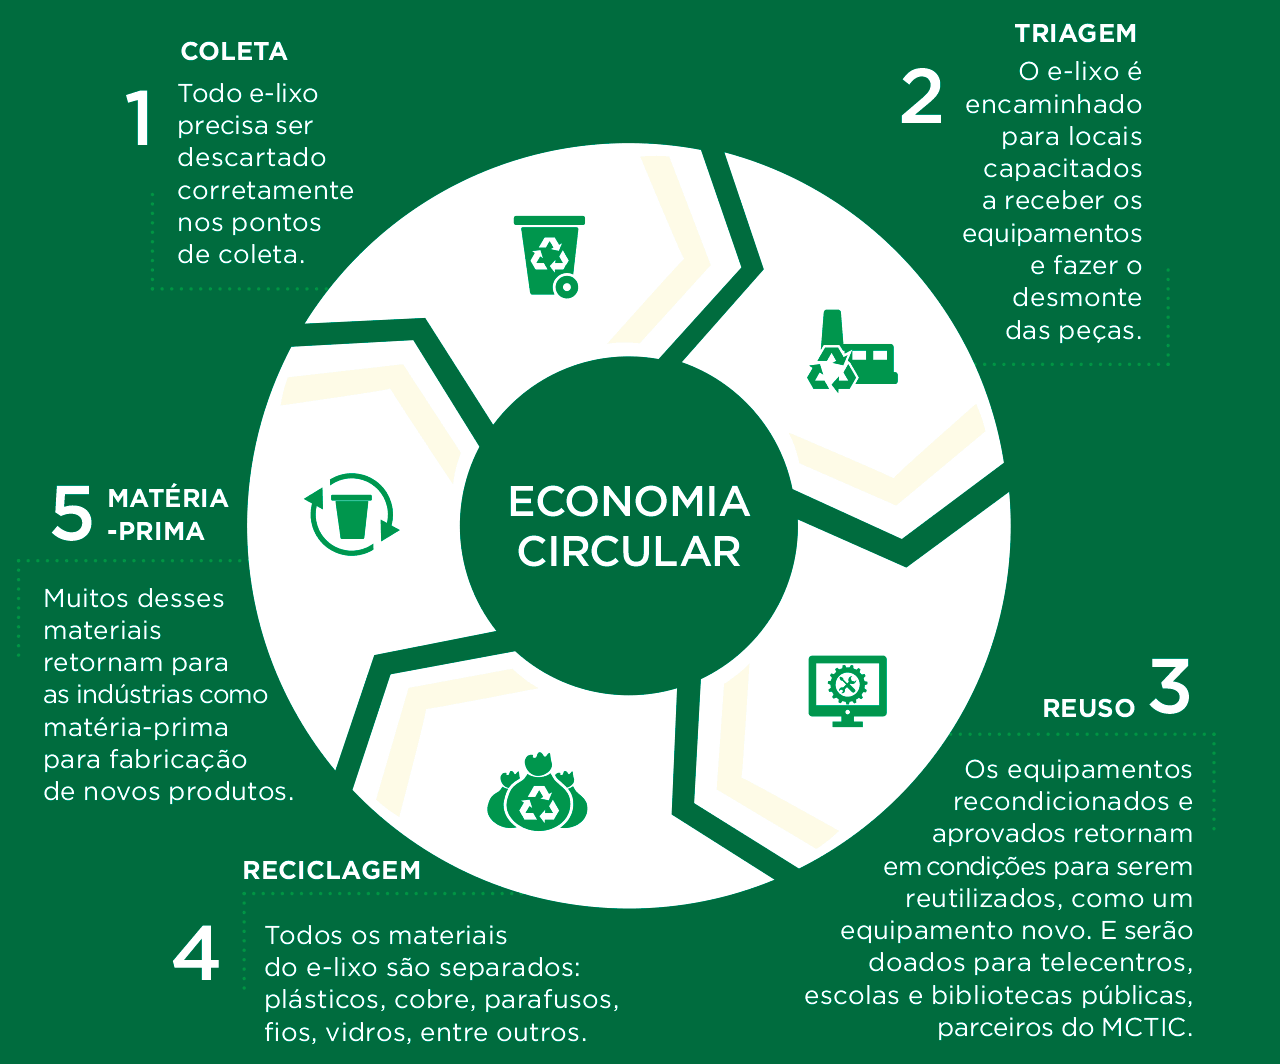 COLETA
1
Todo e-lixo
precisa ser
descartado
corretamente
nos pontos
de coleta.
TRIAGEM
2
O e-lixo é
encaminhado
para locais
capacitados
a receber os
equipamentos
e fazer o
desmonte
das peças.
ECONOMIA
CIRCULAR
REUSO 3
Os equipamentos
recondicionados e
aprovados retornam
em condições para serem
reutilizados, como um
equipamento novo. E serão
doados para telecentros,
escolas e bibliotecas públicas,
parceiros do MCTIC.
RECICLAGEM
4
Todos os materiais
do e-lixo são separados:
plásticos, cobre, parafusos,
fios, vidros, entre outros.
5
MATÉRIA
-PRIMA
Muitos desses
materiais
retornam para
as indústrias como
matéria-prima
para fabricação
de novos produtos.